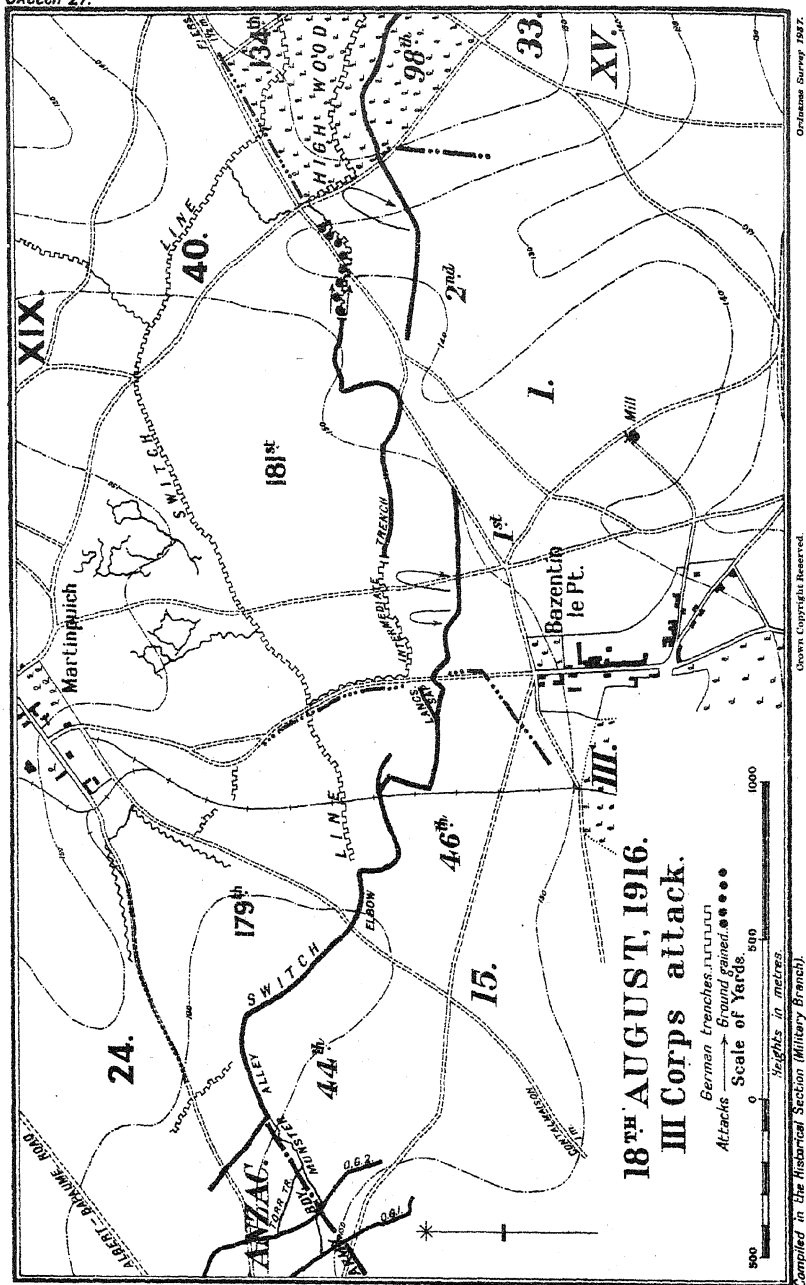 18TH AUGUST, 1916.
III Corps attack.
German trenches
Attacks
Ground gained
Scale of Yards.
500
0
500
1000
Heights in metres.
Compiled in the Historical Section (Military Branch).
Crown Copyright Reserved.
Ordnance Survey 1937.
ALBERT - BAPAUME ROAD
24.
ANZAC.
TORR TR.
MUNSTER
ALLEY
O.G.2.
O.G.1.
BDY.
44th
SWITCH
ELBOW
179th
LINE
15.
46th
CONTALMAISON
III.
Martinpuich
SWITCH
LINE
XIX.
40.
181st
INTERMEDIATE
TRENCH
LANCS
1st
Bazentin
le Pt.
Mill
1.
2nd
FLERS
134th
HIGH WOOD
98th
33.
XV.